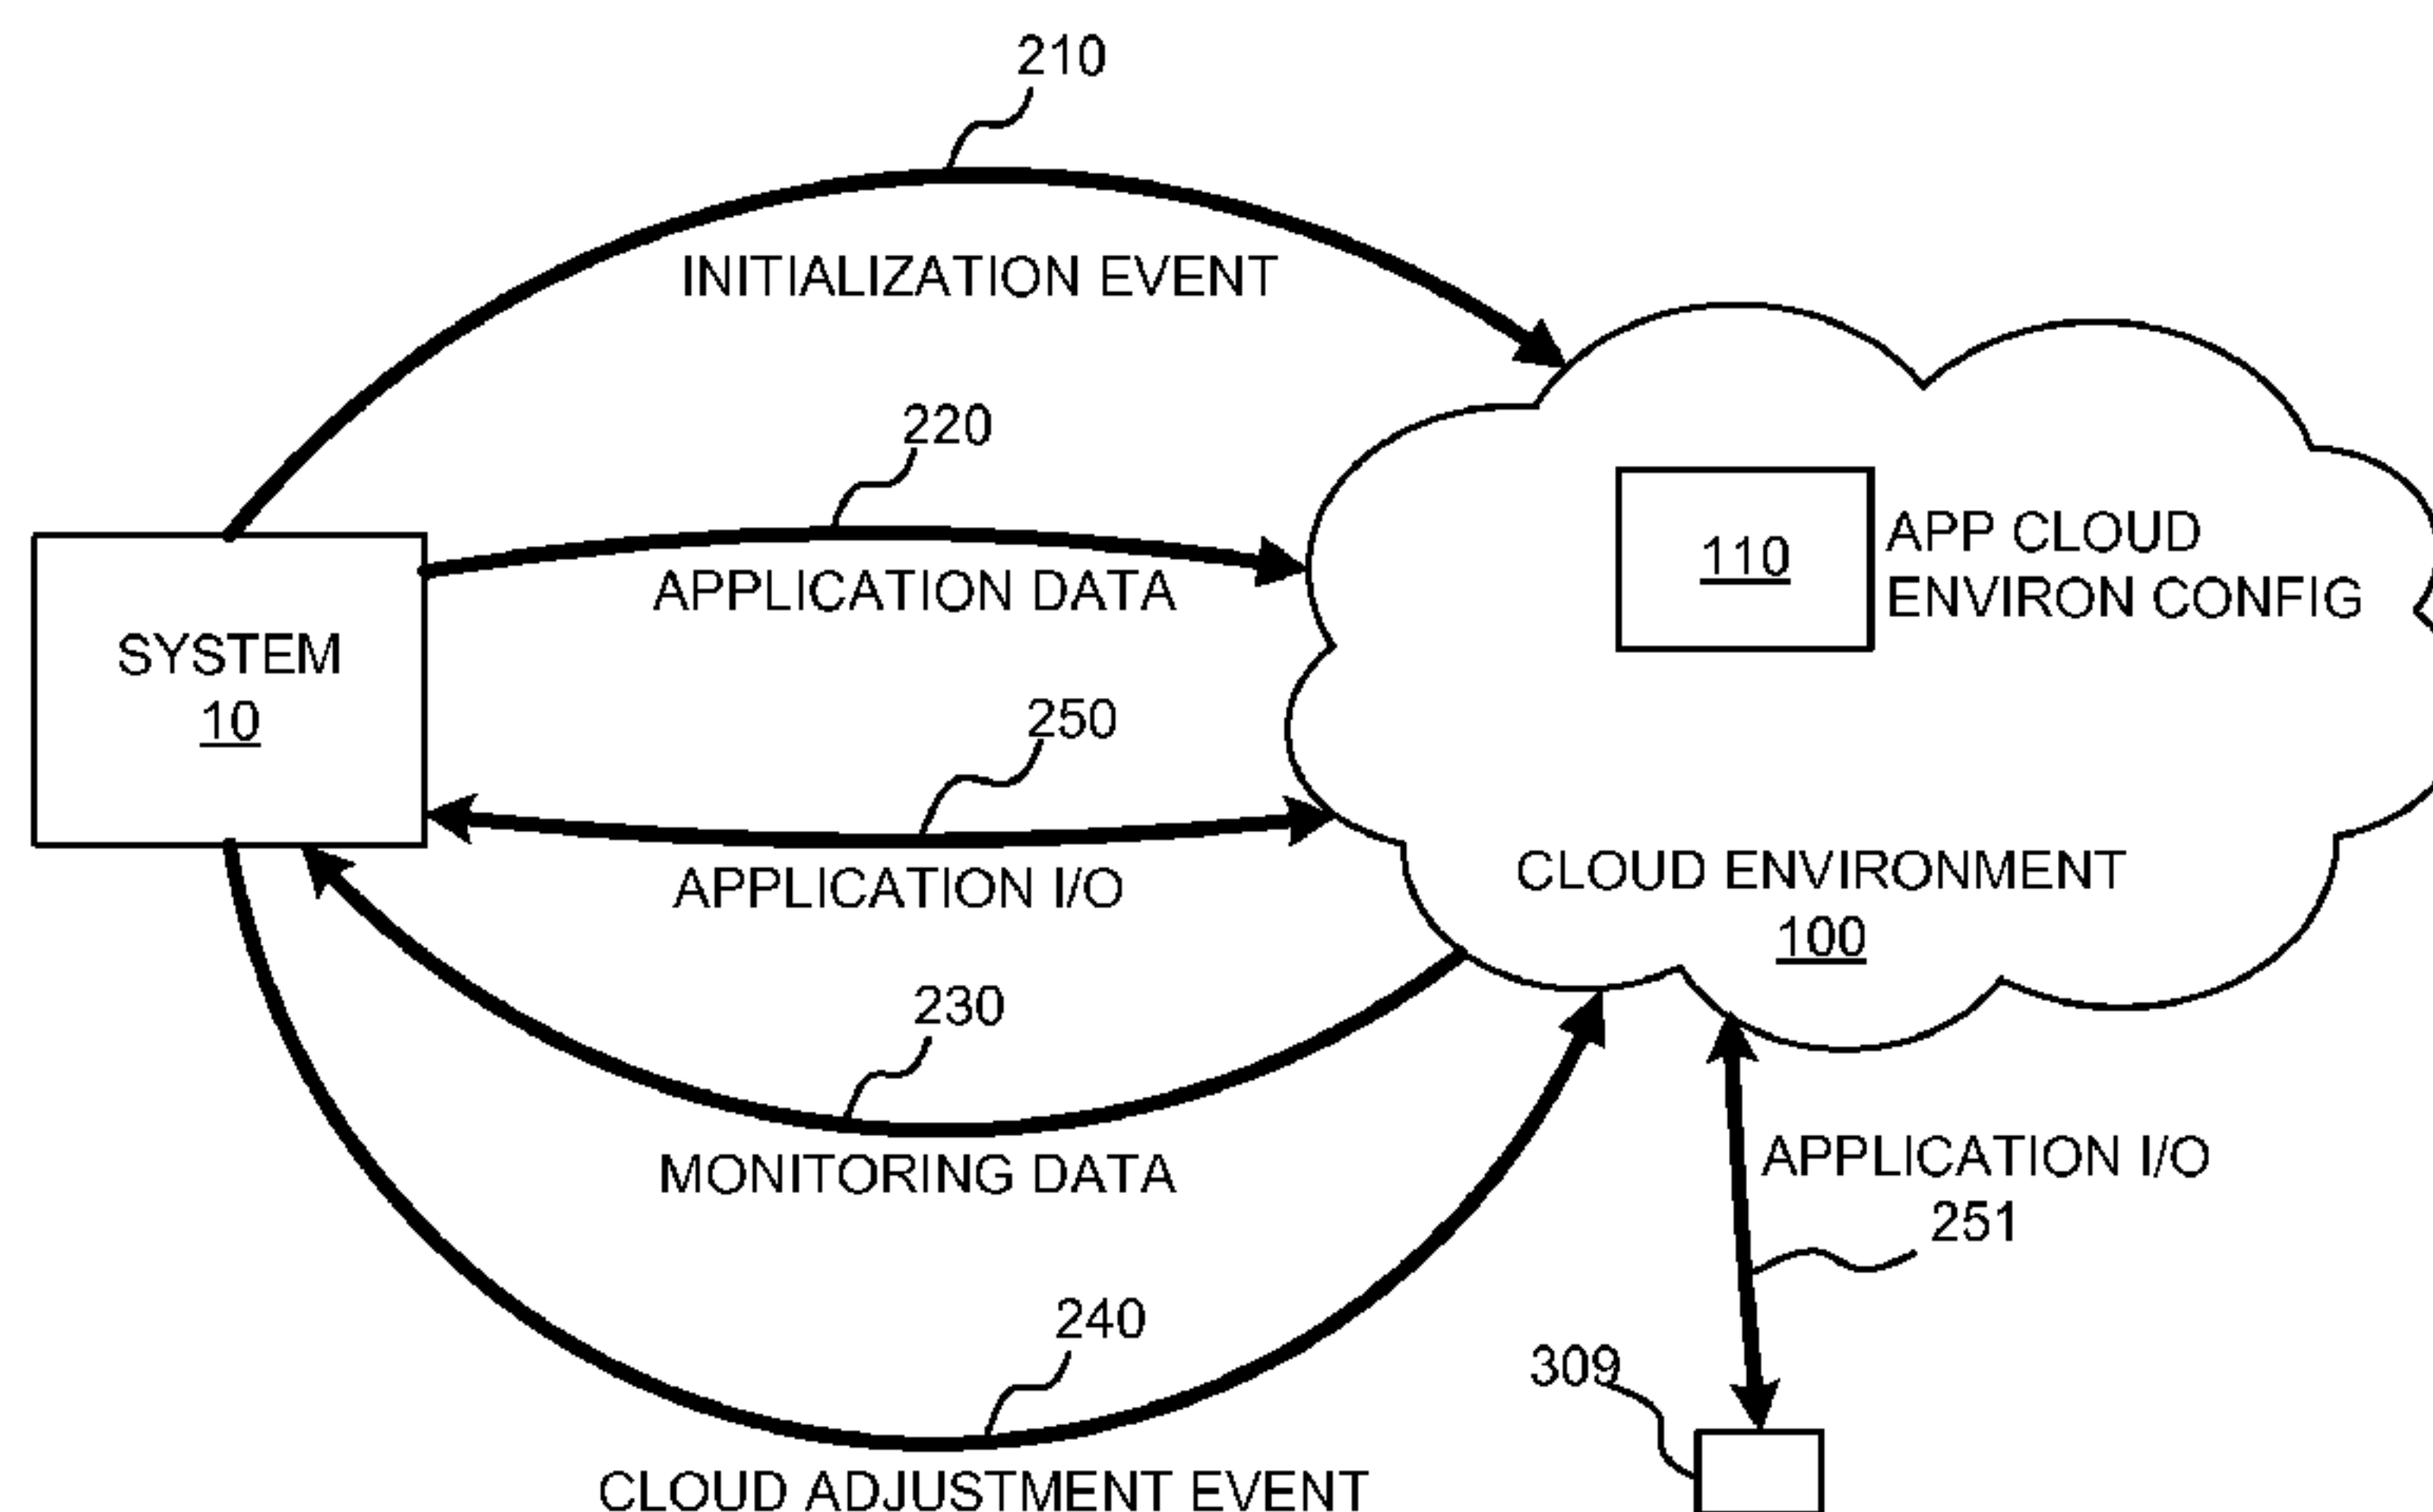 210
INITIALIZATION EVENT
220
APPLICATION DATA
110
APP CLOUD
ENVIRON CONFIG
SYSTEM
10
250
APPLICATION I/O
CLOUD ENVIRONMENT
100
230
MONITORING DATA
APPLICATION I/O
251
240
309
CLOUD ADJUSTMENT EVENT